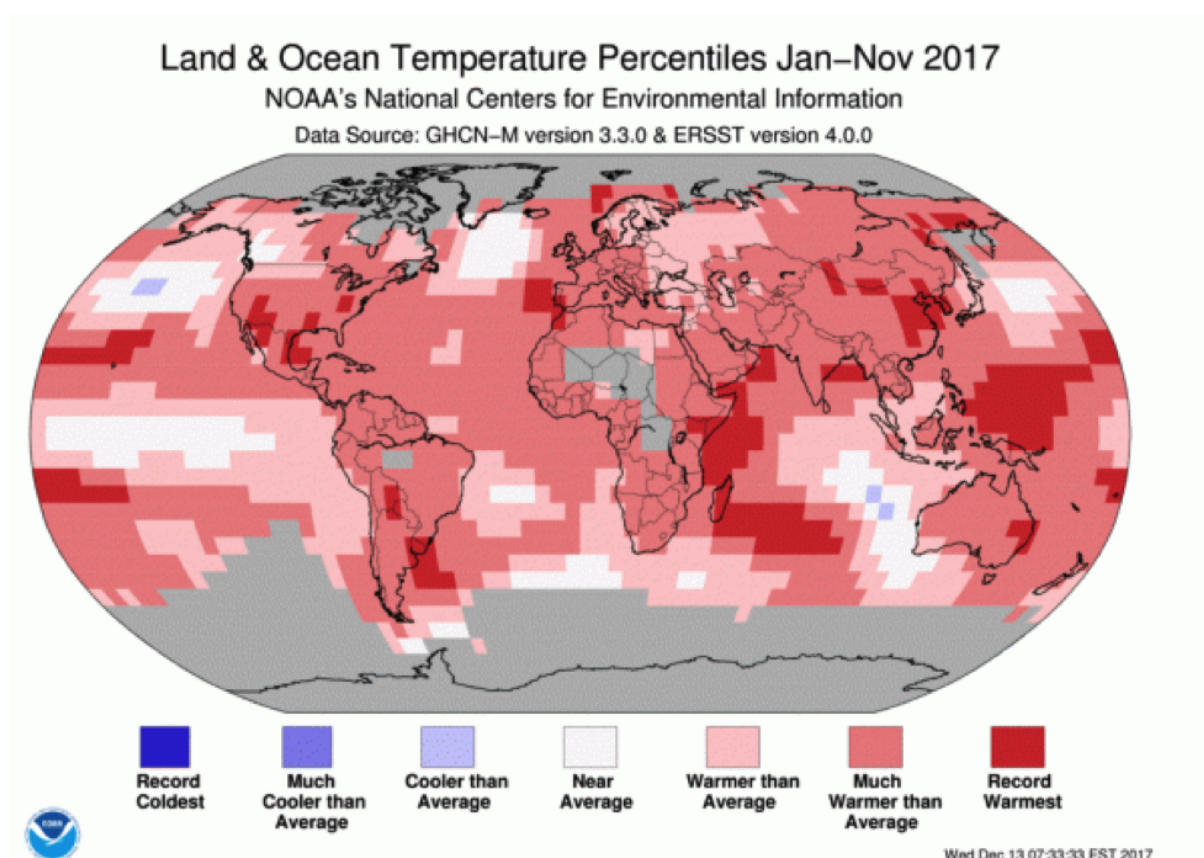 Land & Ocean Temperature Percentiles Jan–Nov 2017
NOAA's National Centers for Environmental Information
Data Source: GHCN–M version 3.3.0 & ERSST version 4.0.0
Record
Coldest
Much
Cooler than
Average
Cooler than
Average
Near
Average
Warmer than
Average
Much
Warmer than
Average
Record
Warmest
NOAA
Wed Dec 13 07:33:33 EST 2017